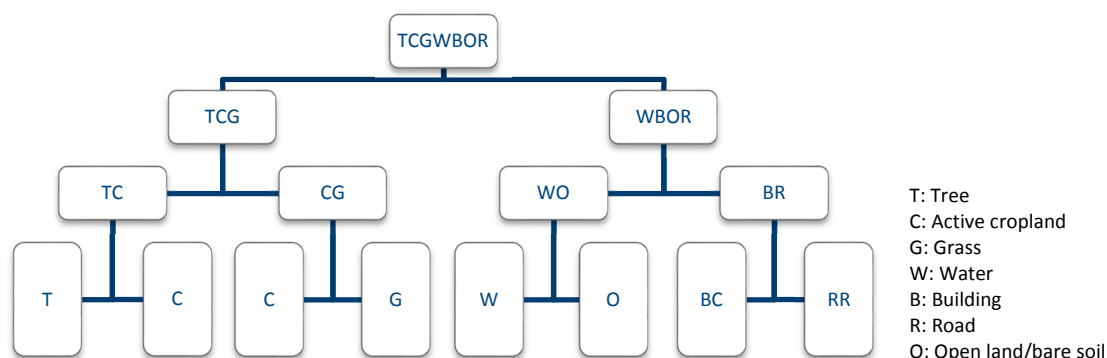 TCGWBOR
TCG
WBOR
TC
CG
WO
BR
T
C
C
G
W
O
BC
RR
T: Tree
C: Active cropland
G: Grass
W: Water
B: Building
R: Road
O: Open land/bare soil